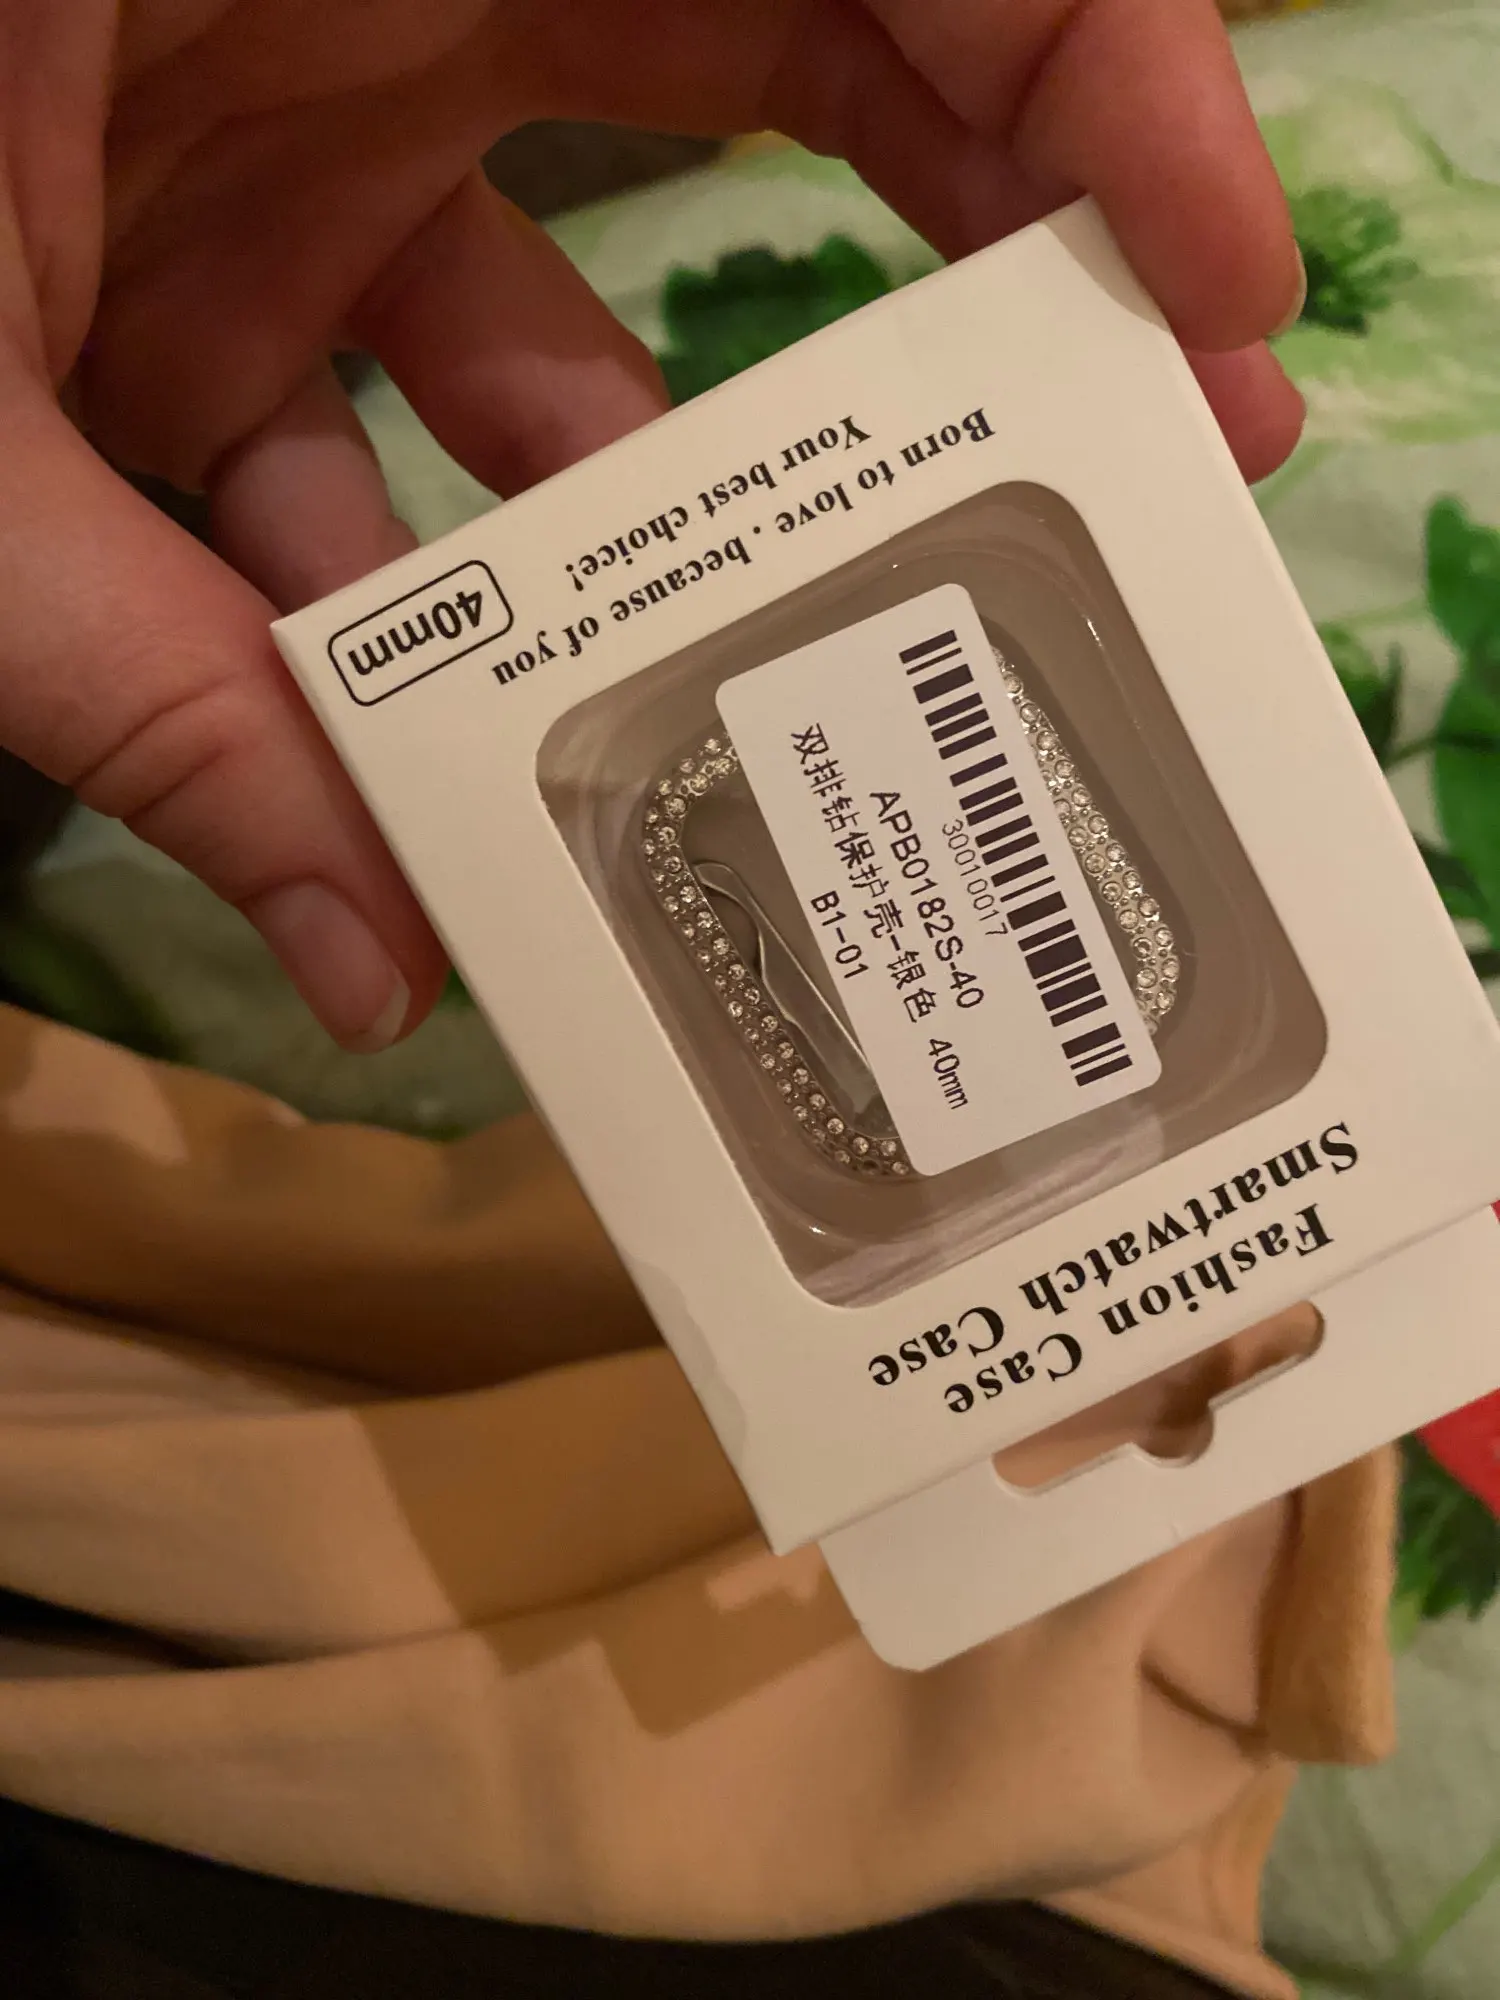 Fashion Case
Smartwatch Case
30010017
APB0182S-40
双排钻保护壳-银色 40mm
B1-01
Born to love . because of you
Your best choice!
40mm